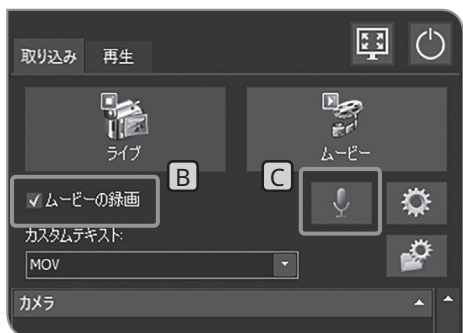 取り込み 再生
ライブ ムービー
B C
ムービーの録画
カスタムテキスト:
MOV
カメラ